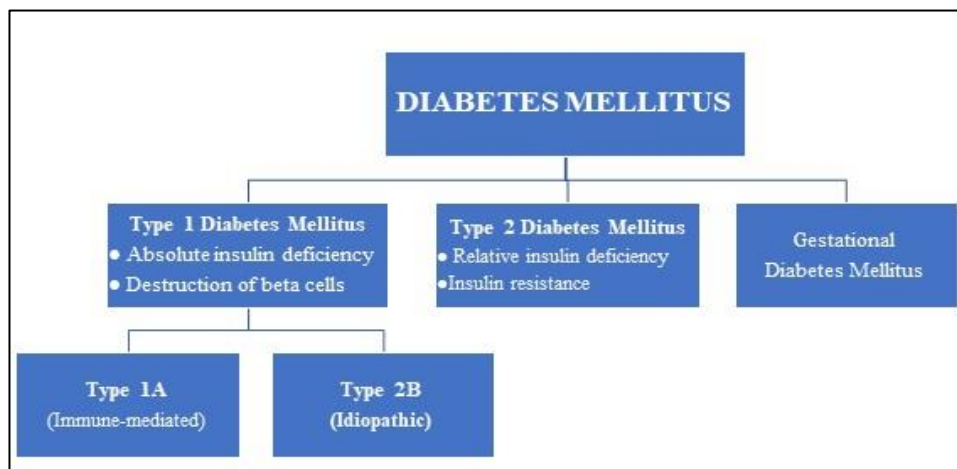 DIABETES MELLITUS
Type 1 Diabetes Mellitus
● Absolute insulin deficiency
● Destruction of beta cells
Type 2 Diabetes Mellitus
● Relative insulin deficiency
●Insulin resistance
Gestational
Diabetes Mellitus
Type 1A
(Immune-mediated)
Type 2B
(Idiopathic)